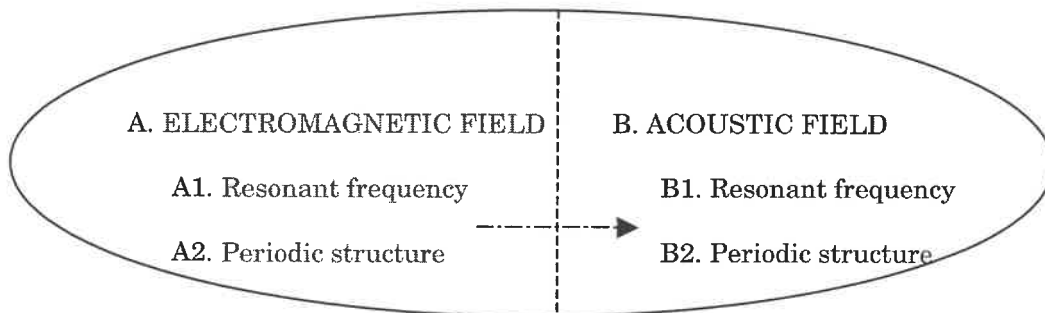 A. ELECTROMAGNETIC FIELD
A1. Resonant frequency
A2. Periodic structure
B. ACOUSTIC FIELD
B1. Resonant frequency
B2. Periodic structure